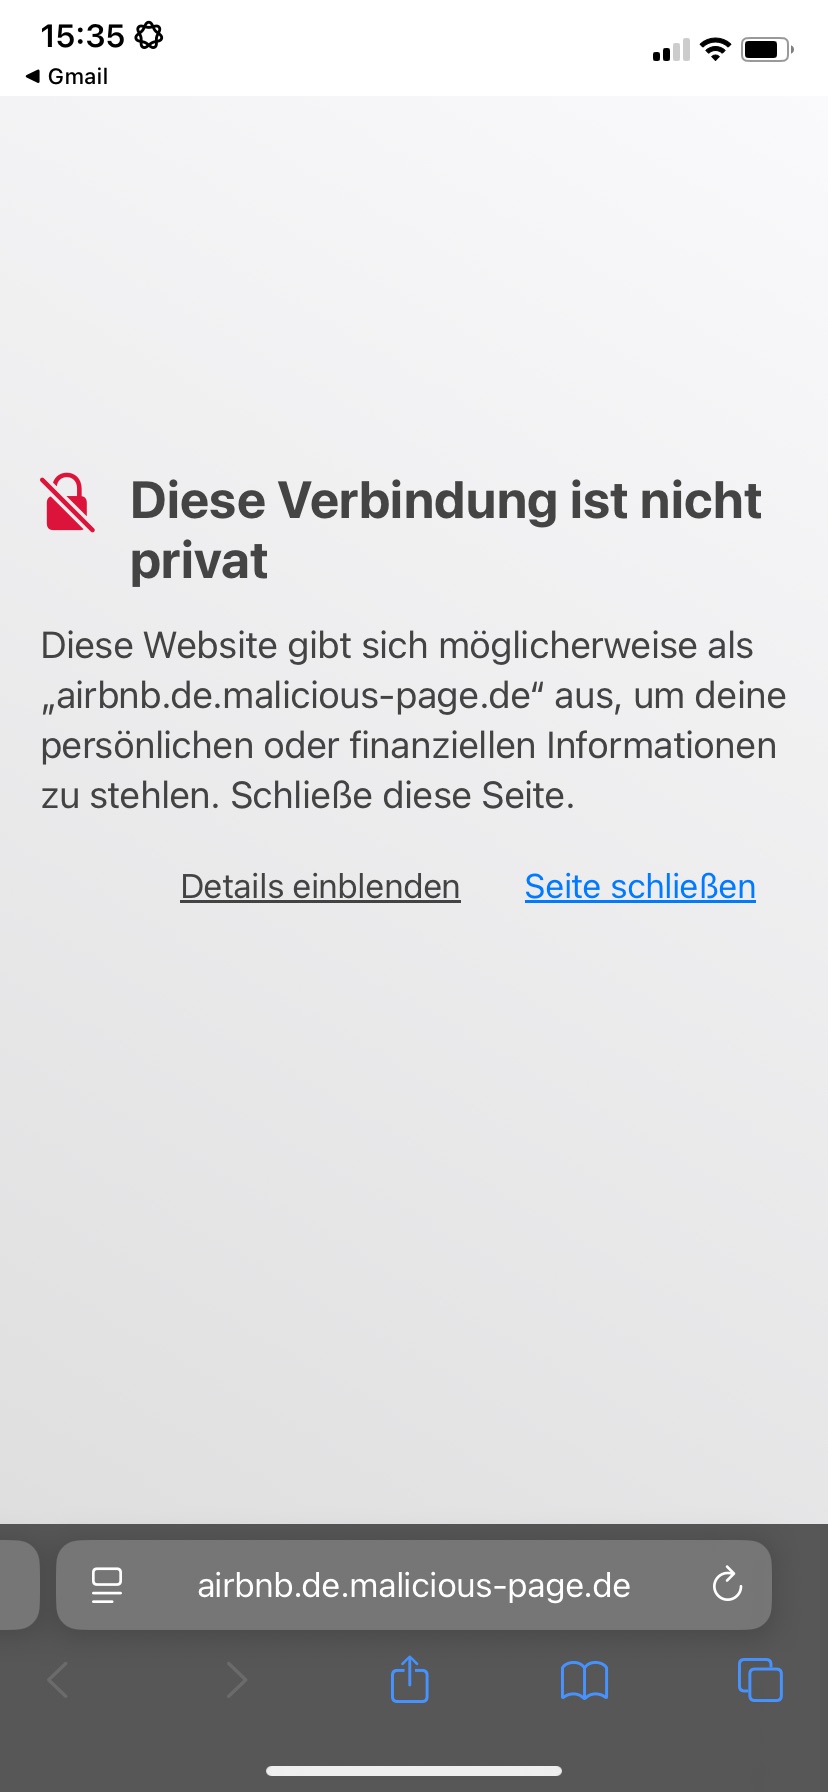 15:35
Gmail
Diese Verbindung ist nicht
privat
Diese Website gibt sich möglicherweise als
„airbnb.de.malicious-page.de“ aus, um deine
persönlichen oder finanziellen Informationen
zu stehlen. Schließe diese Seite.
Details einblenden Seite schließen
airbnb.de.malicious-page.de